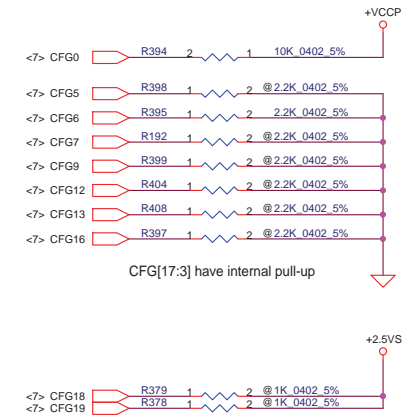 +VCCP
<7> CFG0 R394 2 1 10K_0402_5%
<7> CFG5 R398 1 2 @2.2K_0402_5%
<7> CFG6 R395 1 2 2.2K_0402_5%
<7> CFG7 R192 1 2 @2.2K_0402_5%
<7> CFG9 R399 1 2 @2.2K_0402_5%
<7> CFG12 R404 1 2 @2.2K_0402_5%
<7> CFG13 R408 1 2 @2.2K_0402_5%
<7> CFG16 R397 1 2 @2.2K_0402_5%
CFG[17:3] have internal pull-up
+2.5VS
<7> CFG18 R379 1 2 @1K_0402_5%
<7> CFG19 R378 1 2 @1K_0402_5%